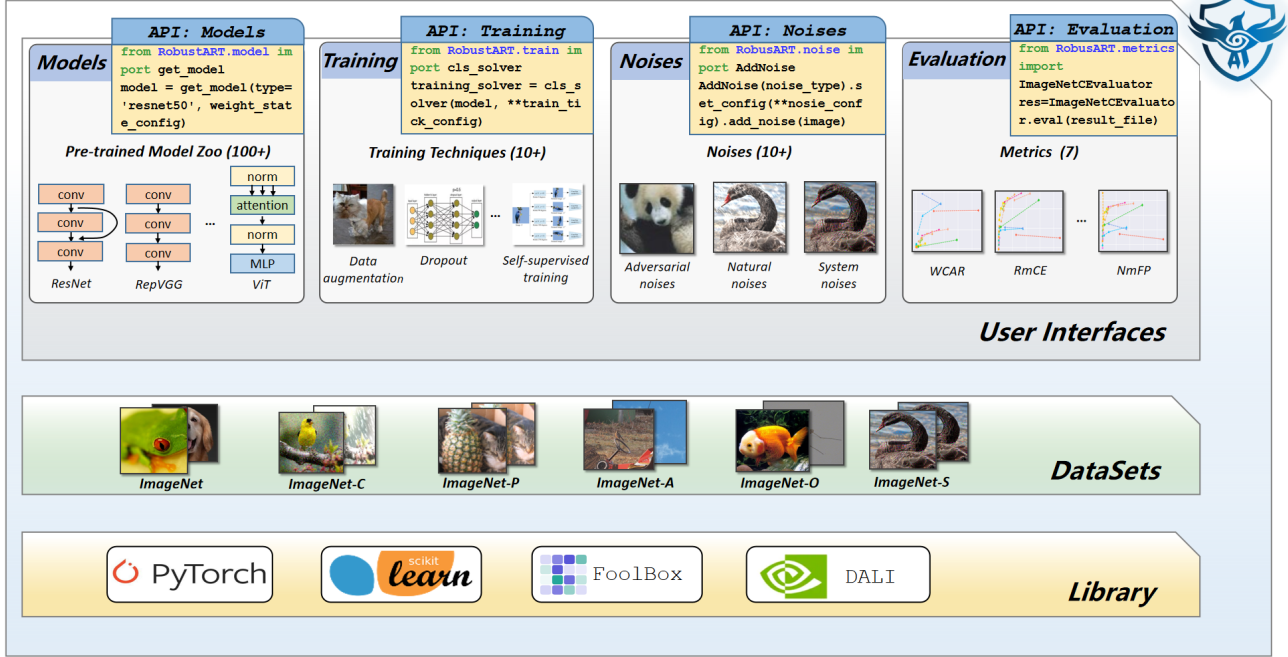 API: Models
Models
from RobustART.model im
port get_model
model = get_model(type=
'resnet50', weight_stat
e_config)
Pre-trained Model Zoo (100+)
conv
conv
conv
ResNet
conv
conv
conv
RepVGG
...
norm
attention
norm
MLP
ViT
API: Training
Training
from RobustART.train im
port cls_solver
training_solver = cls_s
olver(model, **train_ti
ck_config)
Training Techniques (10+)
Data
augmentation
Dropout
...
Self-supervised
training
API: Noises
Noises
from RobusART.noise im
port AddNoise
AddNoise(noise_type).s
et_config(**nosie_conf
ig).add_noise(image)
Noises (10+)
Adversarial
noises
Natural
noises
System
noises
API: Evaluation
Evaluation
from RobusART.metrics
import
ImageNetCEvaluator
res=ImageNetCEvaluato
r.eval(result_file)
Metrics (7)
WCAR
RmCE
...
NmFP
User Interfaces
ImageNet
ImageNet-C
ImageNet-P
ImageNet-A
ImageNet-O
ImageNet-S
DataSets
PyTorch
scikit
learn
FoolBox
DALI
Library